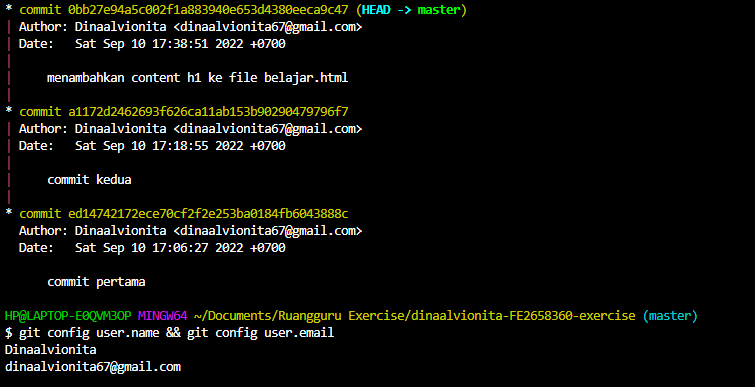 * commit 0bb27e94a5c002f1a883940e653d4380eeca9c47 (HEAD -> master)
| Author: Dinaalvionita <dinaalvionita67@gmail.com>
| Date:   Sat Sep 10 17:38:51 2022 +0700
|
|     menambahkan content h1 ke file belajar.html
|
* commit a1172d2462693f626ca11ab153b90290479796f7
| Author: Dinaalvionita <dinaalvionita67@gmail.com>
| Date:   Sat Sep 10 17:18:55 2022 +0700
|
|     commit kedua
|
* commit ed14742172ece70cf2f2e253ba0184fb6043888c
  Author: Dinaalvionita <dinaalvionita67@gmail.com>
  Date:   Sat Sep 10 17:06:27 2022 +0700

      commit pertama

HP@LAPTOP-E0QVM3OP MINGW64 ~/Documents/Ruangguru Exercise/dinaalvionita-FE2658360-exercise (master)
$ git config user.name && git config user.email
Dinaalvionita
dinaalvionita67@gmail.com